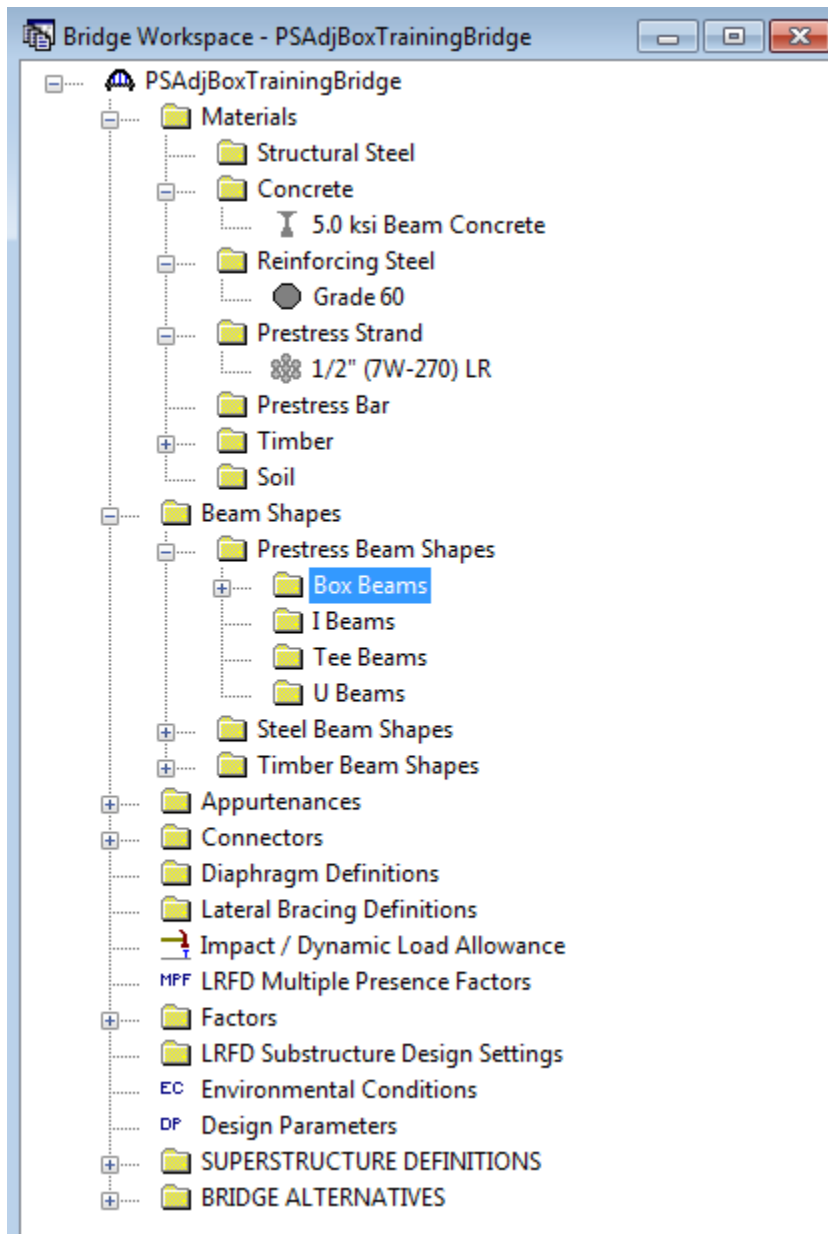 Bridge Workspace - PSAdjBoxTrainingBridge
PSAdjBoxTrainingBridge
Materials
Structural Steel
Concrete
5.0 ksi Beam Concrete
Reinforcing Steel
Grade 60
Prestress Strand
1/2" (7W-270) LR
Prestress Bar
Timber
Soil
Beam Shapes
Prestress Beam Shapes
Box Beams
I Beams
Tee Beams
U Beams
Steel Beam Shapes
Timber Beam Shapes
Appurtenances
Connectors
Diaphragm Definitions
Lateral Bracing Definitions
Impact / Dynamic Load Allowance
MPF LRFD Multiple Presence Factors
Factors
LRFD Substructure Design Settings
EC Environmental Conditions
DP Design Parameters
SUPERSTRUCTURE DEFINITIONS
BRIDGE ALTERNATIVES